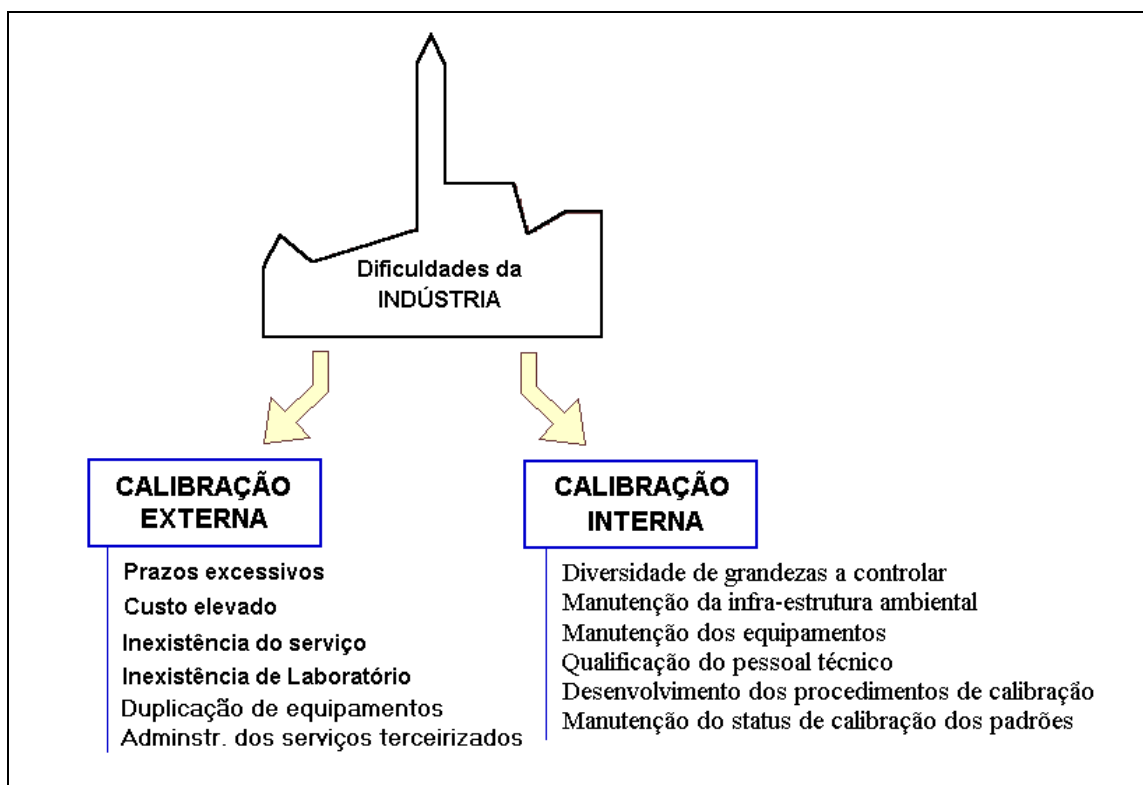 Dificuldades da
INDÚSTRIA
CALIBRAÇÃO
EXTERNA
Prazos excessivos
Custo elevado
Inexistência do serviço
Inexistência de Laboratório
Duplicação de equipamentos
Adminstr. dos serviços terceirizados
CALIBRAÇÃO
INTERNA
Diversidade de grandezas a controlar
Manutenção da infra-estrutura ambiental
Manutenção dos equipamentos
Qualificação do pessoal técnico
Desenvolvimento dos procedimentos de calibração
Manutenção do status de calibração dos padrões